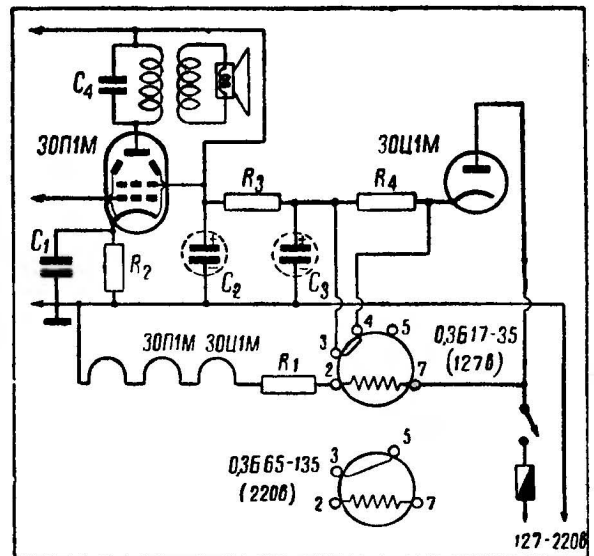 C4
30П1М
30Ц1М
R3
R4
C1
R2
C2
C3
+
+
4
5
3
30П1М 30Ц1М
R1
2
7
0,3Б17-35
(127в)
5
3
0,3Б65-135
(220в)
2
7
127-220в